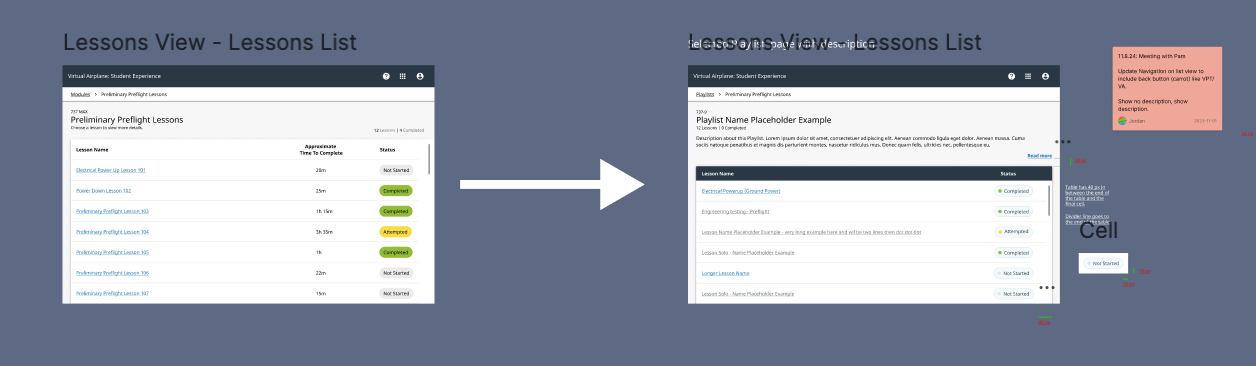 Lessons View - Lessons List
Virtual Airplane: Student Experience
Modules > Preliminary Preflight Lessons
737 MAX
Preliminary Preflight Lessons
Choose a lesson to view more details.
12 Lessons | 4 Completed
Lesson Name
Approximate
Time To Complete
Status
Electrical Power Up Lesson 101 20m Not Started
Power Down Lesson 102 25m Completed
Preliminary Preflight Lesson 103 1h 15m Completed
Preliminary Preflight Lesson 104 3h 35m Attempted
Preliminary Preflight Lesson 105 1h Completed
Preliminary Preflight Lesson 106 22m Not Started
Preliminary Preflight Lesson 107 15m Not Started
Lessons View - Lessons List
Playlist page with description
Virtual Airplane: Student Experience
Playlists > Preliminary Preflight Lessons
737-9
Playlist Name Placeholder Example
12 Lessons | 0 Completed
Description about this Playlist. Lorem ipsum dolor sit amet, consectetuer adipiscing elit. Aenean commodo ligula eget dolor. Aenean massa. Cums
sociis natoque penatibus et magnis dis parturient montes, nascetur ridiculus mus. Donec quam felis, ultricies nec, pellentesque eu,
Read more
Lesson Name Status
Electrical Powerup (Ground Power) Completed
Engineering testing - Preflight Completed
Lesson Name Placeholder Example - very long example here and will be two lines then dot dot dot Attempted
Lesson Solo - Name Placeholder Example Completed
Longer Lesson Name Not Started
Lesson Solo - Name Placeholder Example Not Started
11.8.24: Meeting with Pam
Update Navigation on list view to
include back button (carrot) like VPT/
VA.
Show no description, show
description.
Jordan
Table has 40 px in
between the end of
the table and the
final cell.
Divider line goes to
the end of the table
Cell
Not Started